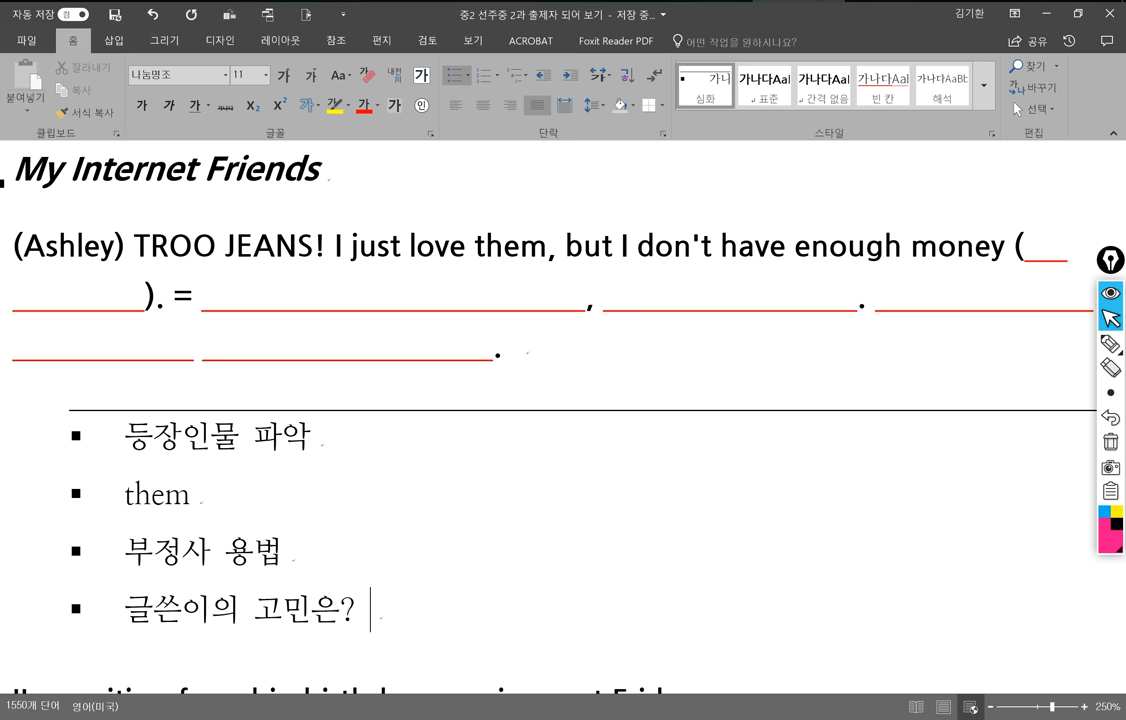 자동 저장 컴 중2 선주중 2과 출제자 되어 보기 - 저장 중... 김기환
파일 홈 삽입 그리기 디자인 레이아웃 참조 편지 검토 보기 ACROBAT Foxit Reader PDF 어떤 작업을 원하시나요? 공유
붙여넣기 잘라내기 복사 서식 복사
나눔명조 11
가나 가나다AaI 가나다AaI 가나다AaI 가나다AaBb
심화 표준 간격 없음 빈 칸 해석
찾기 바꾸기 선택
클립보드 글꼴 단락 스타일 편집
My Internet Friends
(Ashley) TROO JEANS! I just love them, but I don't have enough money (___
_________). = _______________, __________. _________
_________ ____________.
▪ 등장인물 파악
▪ them
▪ 부정사 용법
▪ 글쓴이의 고민은?
1550개 단어 영어(미국) 250%